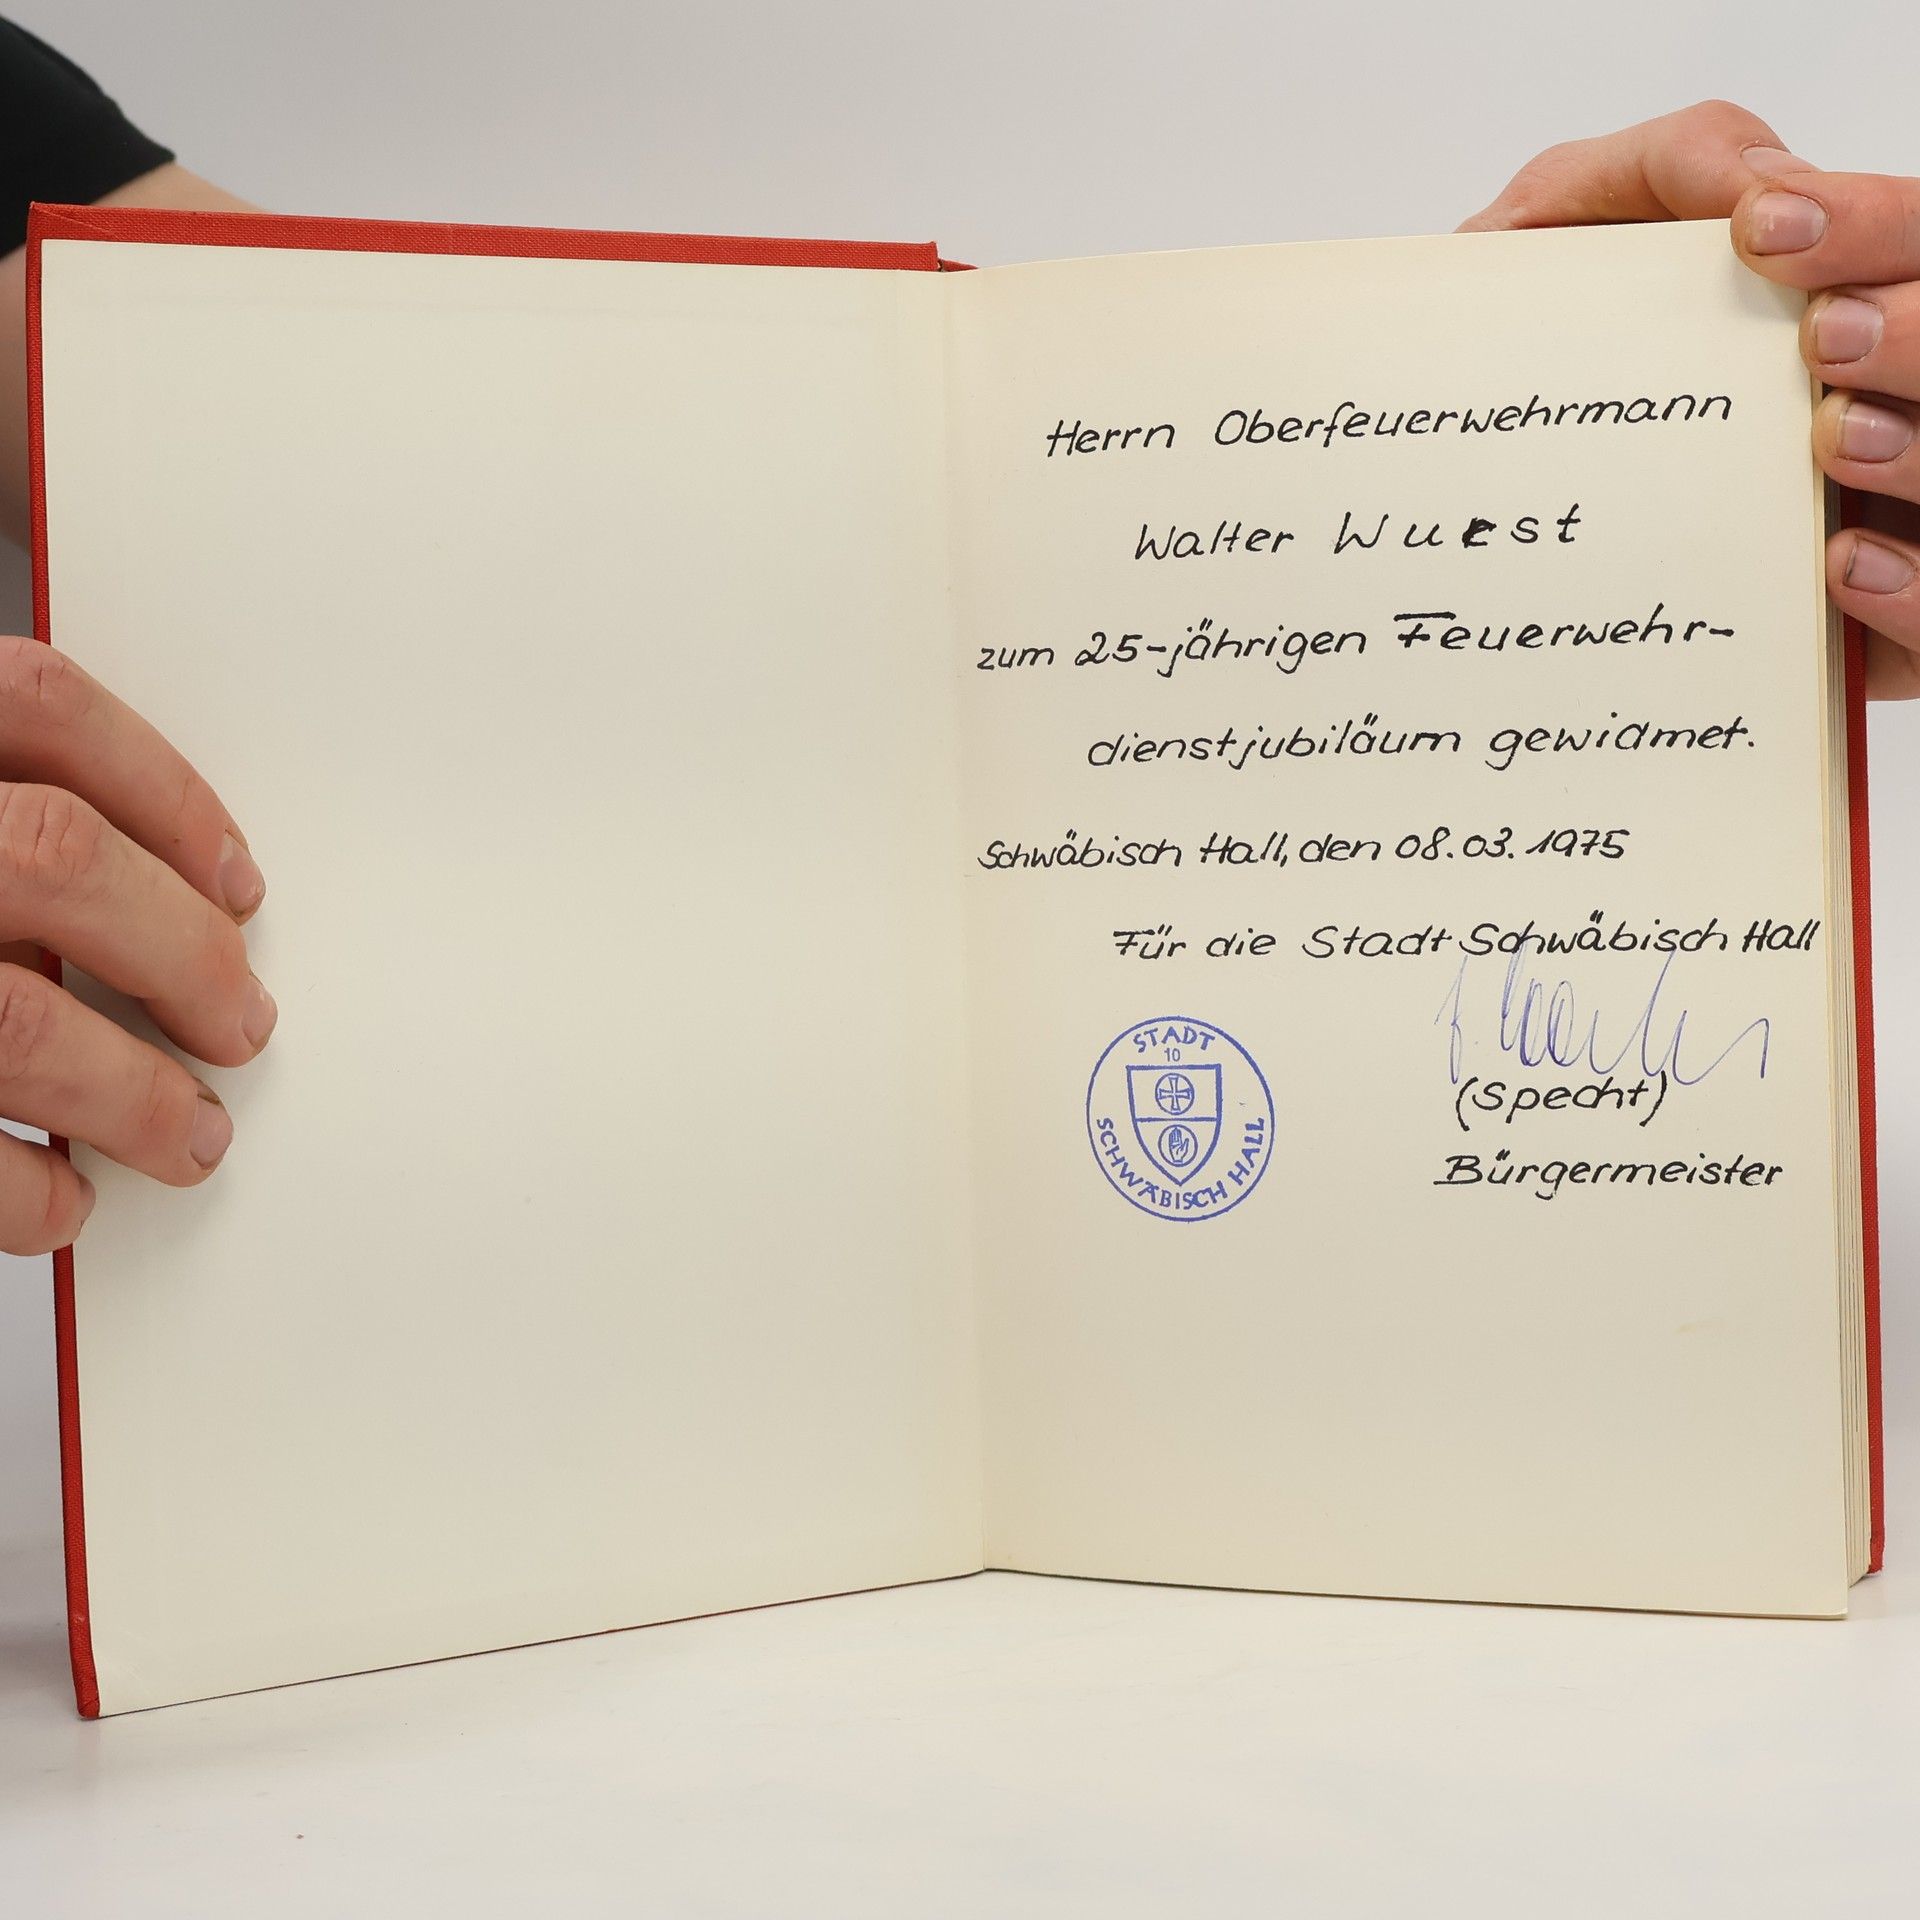 Herrn Oberfeuerwehrmann
Walter Wuest
zum 25-jährigen Feuerwehr-
dienstjubiläum gewidmet.
Schwäbisch Hall, den 08.03.1975
Für die Stadt Schwäbisch Hall
(Specht)
Bürgermeister
STADT
10
SCHWÄBISCH HALL